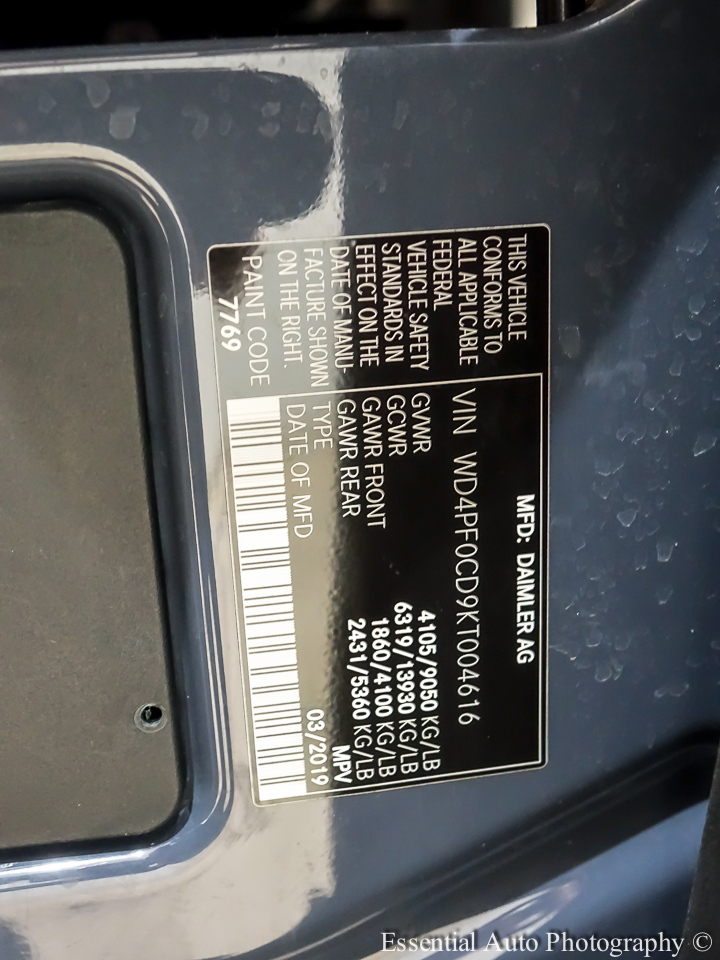 MFD: DAIMLER AG
THIS VEHICLE
CONFORMS TO
ALL APPLICABLE
FEDERAL
VEHICLE SAFETY
STANDARDS IN
EFFECT ON THE
DATE OF MANU-
FACTURE SHOWN
ON THE RIGHT.
PAINT CODE
7769
VIN WD4PF0CD9KT004616
GVWR 4105/9050 KG/LB
GCWR 6319/13930 KG/LB
GAWR FRONT 1860/4100 KG/LB
GAWR REAR 2431/5360 KG/LB
TYPE MPV
DATE OF MFD 03/2019
Essential Auto Photography ©